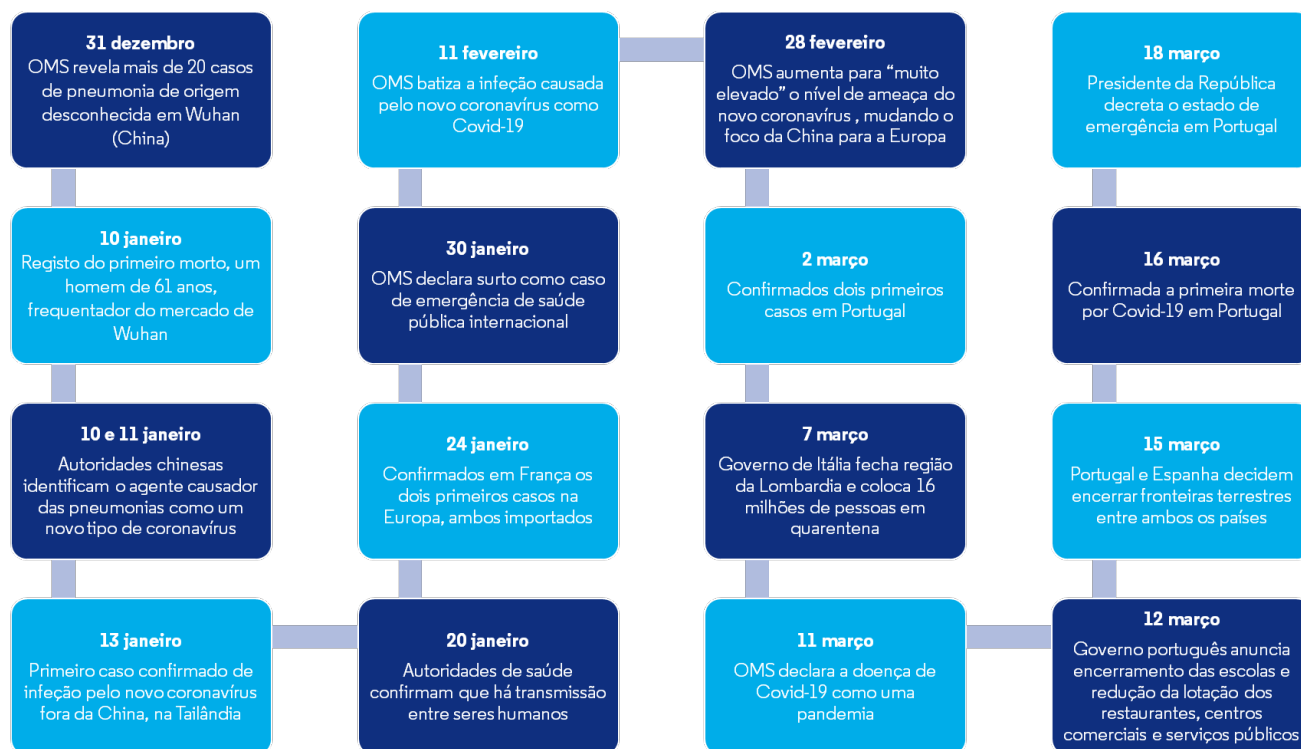 31 dezembro
OMS revela mais de 20 casos
de pneumonia de origem
desconhecida em Wuhan
(China)
10 janeiro
Registo do primeiro morto, um
homem de 61 anos,
frequentador do mercado de
Wuhan
10 e 11 janeiro
Autoridades chinesas
identificam o agente causador
das pneumonias como um
novo tipo de coronavírus
13 janeiro
Primeiro caso confirmado de
infeção pelo novo coronavírus
fora da China, na Tailândia
20 janeiro
Autoridades de saúde
confirmam que há transmissão
entre seres humanos
24 janeiro
Confirmados em França os
dois primeiros casos na
Europa, ambos importados
30 janeiro
OMS declara surto como caso
de emergência de saúde
pública internacional
11 fevereiro
OMS batiza a infeção causada
pelo novo coronavírus como
Covid-19
28 fevereiro
OMS aumenta para “muito
elevado” o nível de ameaça do
novo coronavírus , mudando o
foco da China para a Europa
2 março
Confirmados dois primeiros
casos em Portugal
7 março
Governo de Itália fecha região
da Lombardia e coloca 16
milhões de pessoas em
quarentena
11 março
OMS declara a doença de
Covid-19 como uma
pandemia
12 março
Governo português anuncia
encerramento das escolas e
redução da lotação dos
restaurantes, centros
comerciais e serviços públicos
15 março
Portugal e Espanha decidem
encerrar fronteiras terrestres
entre ambos os países
16 março
Confirmada a primeira morte
por Covid-19 em Portugal
18 março
Presidente da República
decreta o estado de
emergência em Portugal